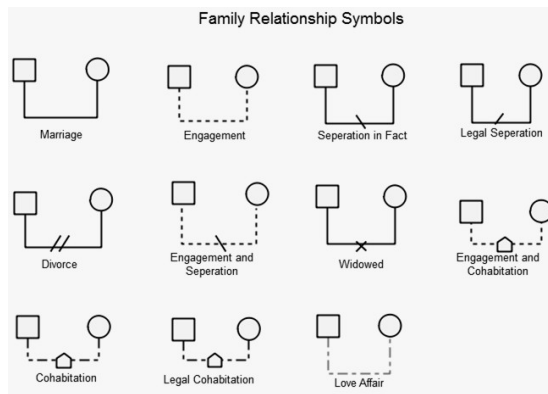 Family Relationship Symbols
Marriage
Engagement
Seperation in Fact
Legal Seperation
Divorce
Engagement and
Seperation
Widowed
Engagement and
Cohabitation
Cohabitation
Legal Cohabitation
Love Affair